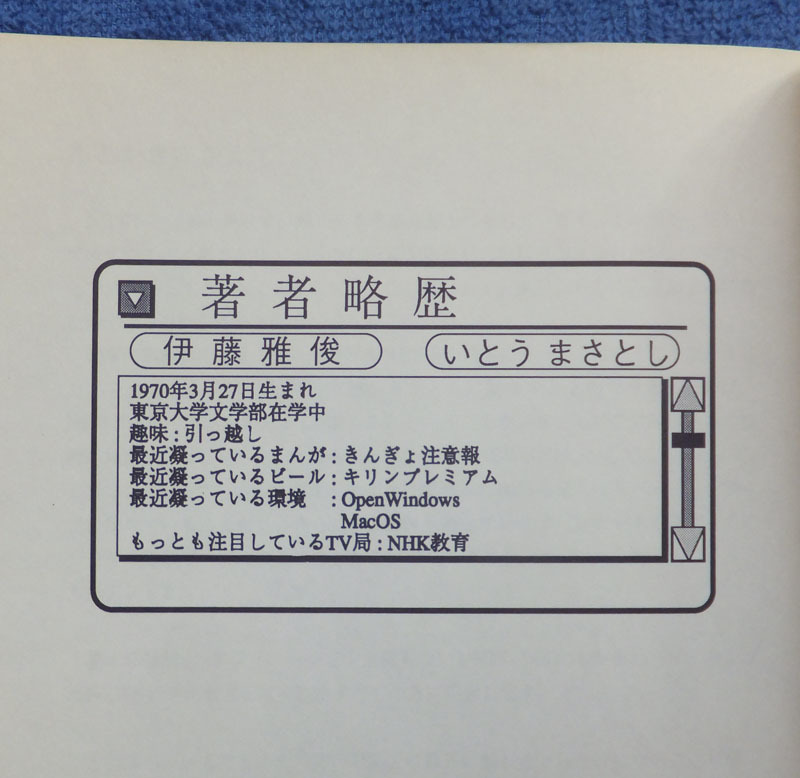 著者略歴
伊藤雅俊 いとう まさとし
1970年3月27日生まれ
東京大学文学部在学中
趣味:引っ越し
最近凝っているまんが:きんぎょ注意報
最近凝っているビール:キリンプレミアム
最近凝っている環境 :OpenWindows
MacOS
もっとも注目しているTV局:NHK教育